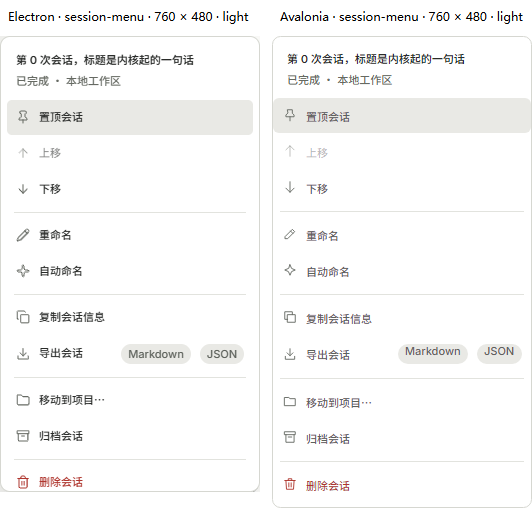 Electron · session-menu · 760 × 480 · light
第 0 次会话，标题是内核起的一句话
已完成 · 本地工作区
置顶会话
上移
下移
重命名
自动命名
复制会话信息
导出会话 Markdown JSON
移动到项目…
归档会话
删除会话
Avalonia · session-menu · 760 × 480 · light
第 0 次会话，标题是内核起的一句话
已完成 · 本地工作区
置顶会话
上移
下移
重命名
自动命名
复制会话信息
导出会话 Markdown JSON
移动到项目…
归档会话
删除会话